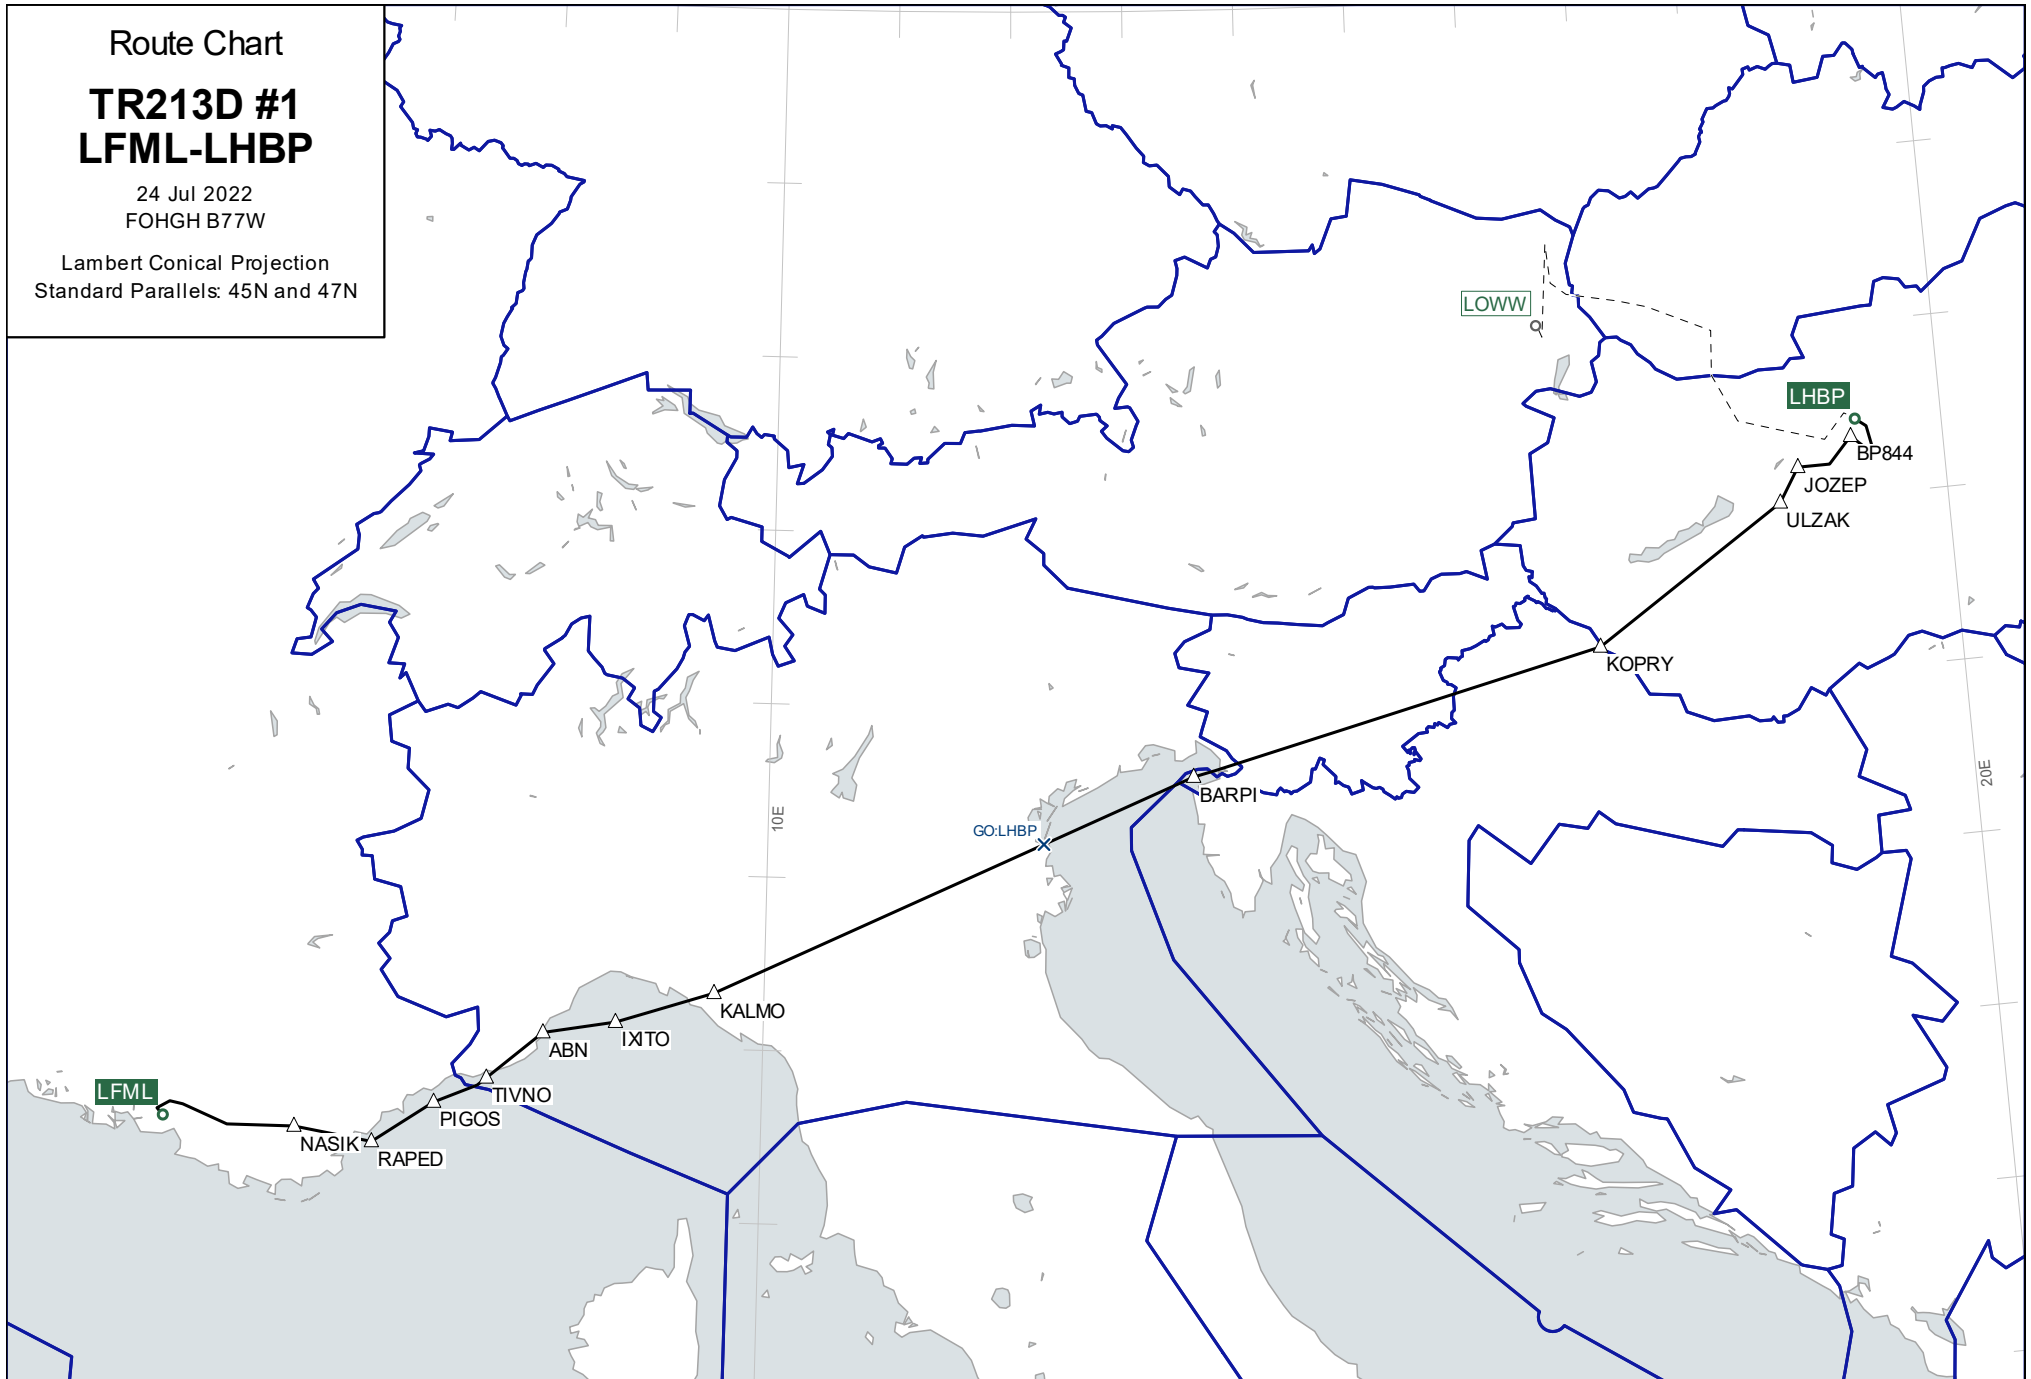 Route Chart
TR213D #1
LFML-LHBP
24 Jul 2022
FOHGH B77W
Lambert Conical Projection
Standard Parallels: 45N and 47N
LOWW
LHBP
BP844
JOZEP
ULZAK
KOPRY
20E
BARPI
10E
GO:LHBP
KALMO
IXITO
ABN
TIVNO
PIGOS
LFML
NASIK
RAPED